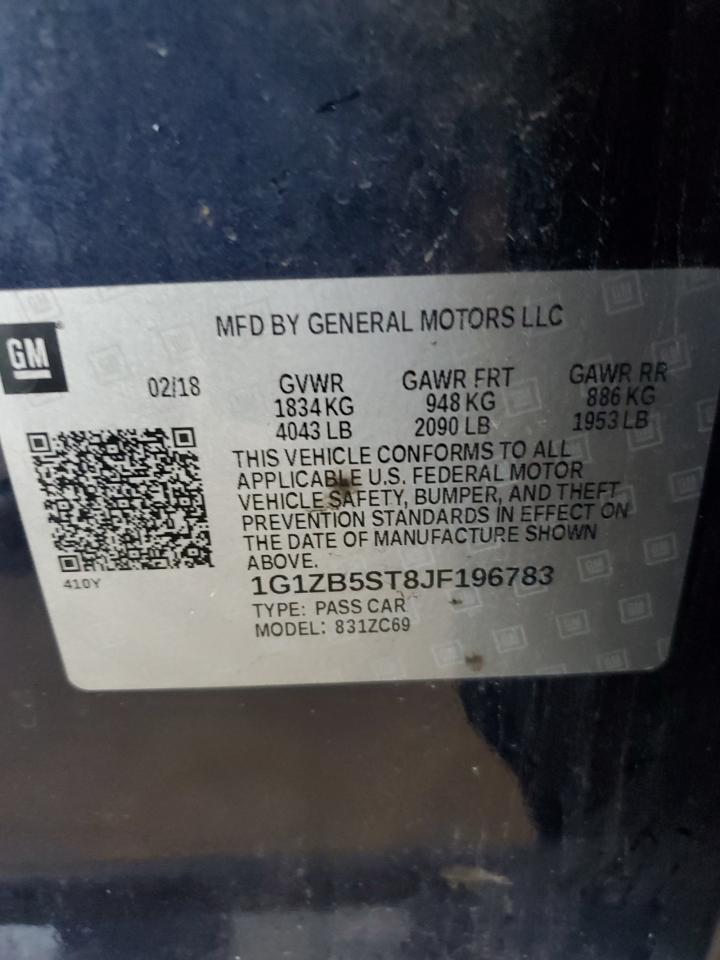 MFD BY GENERAL MOTORS LLC
GM
02/18
GVWR GAWR FRT GAWR RR
1834 KG 948 KG 886 KG
4043 LB 2090 LB 1953 LB
THIS VEHICLE CONFORMS TO ALL
APPLICABLE U.S. FEDERAL MOTOR
VEHICLE SAFETY, BUMPER, AND THEFT
PREVENTION STANDARDS IN EFFECT ON
THE DATE OF MANUFACTURE SHOWN
ABOVE.
410Y
1G1ZB5ST8JF196783
TYPE: PASS CAR
MODEL: 831ZC69